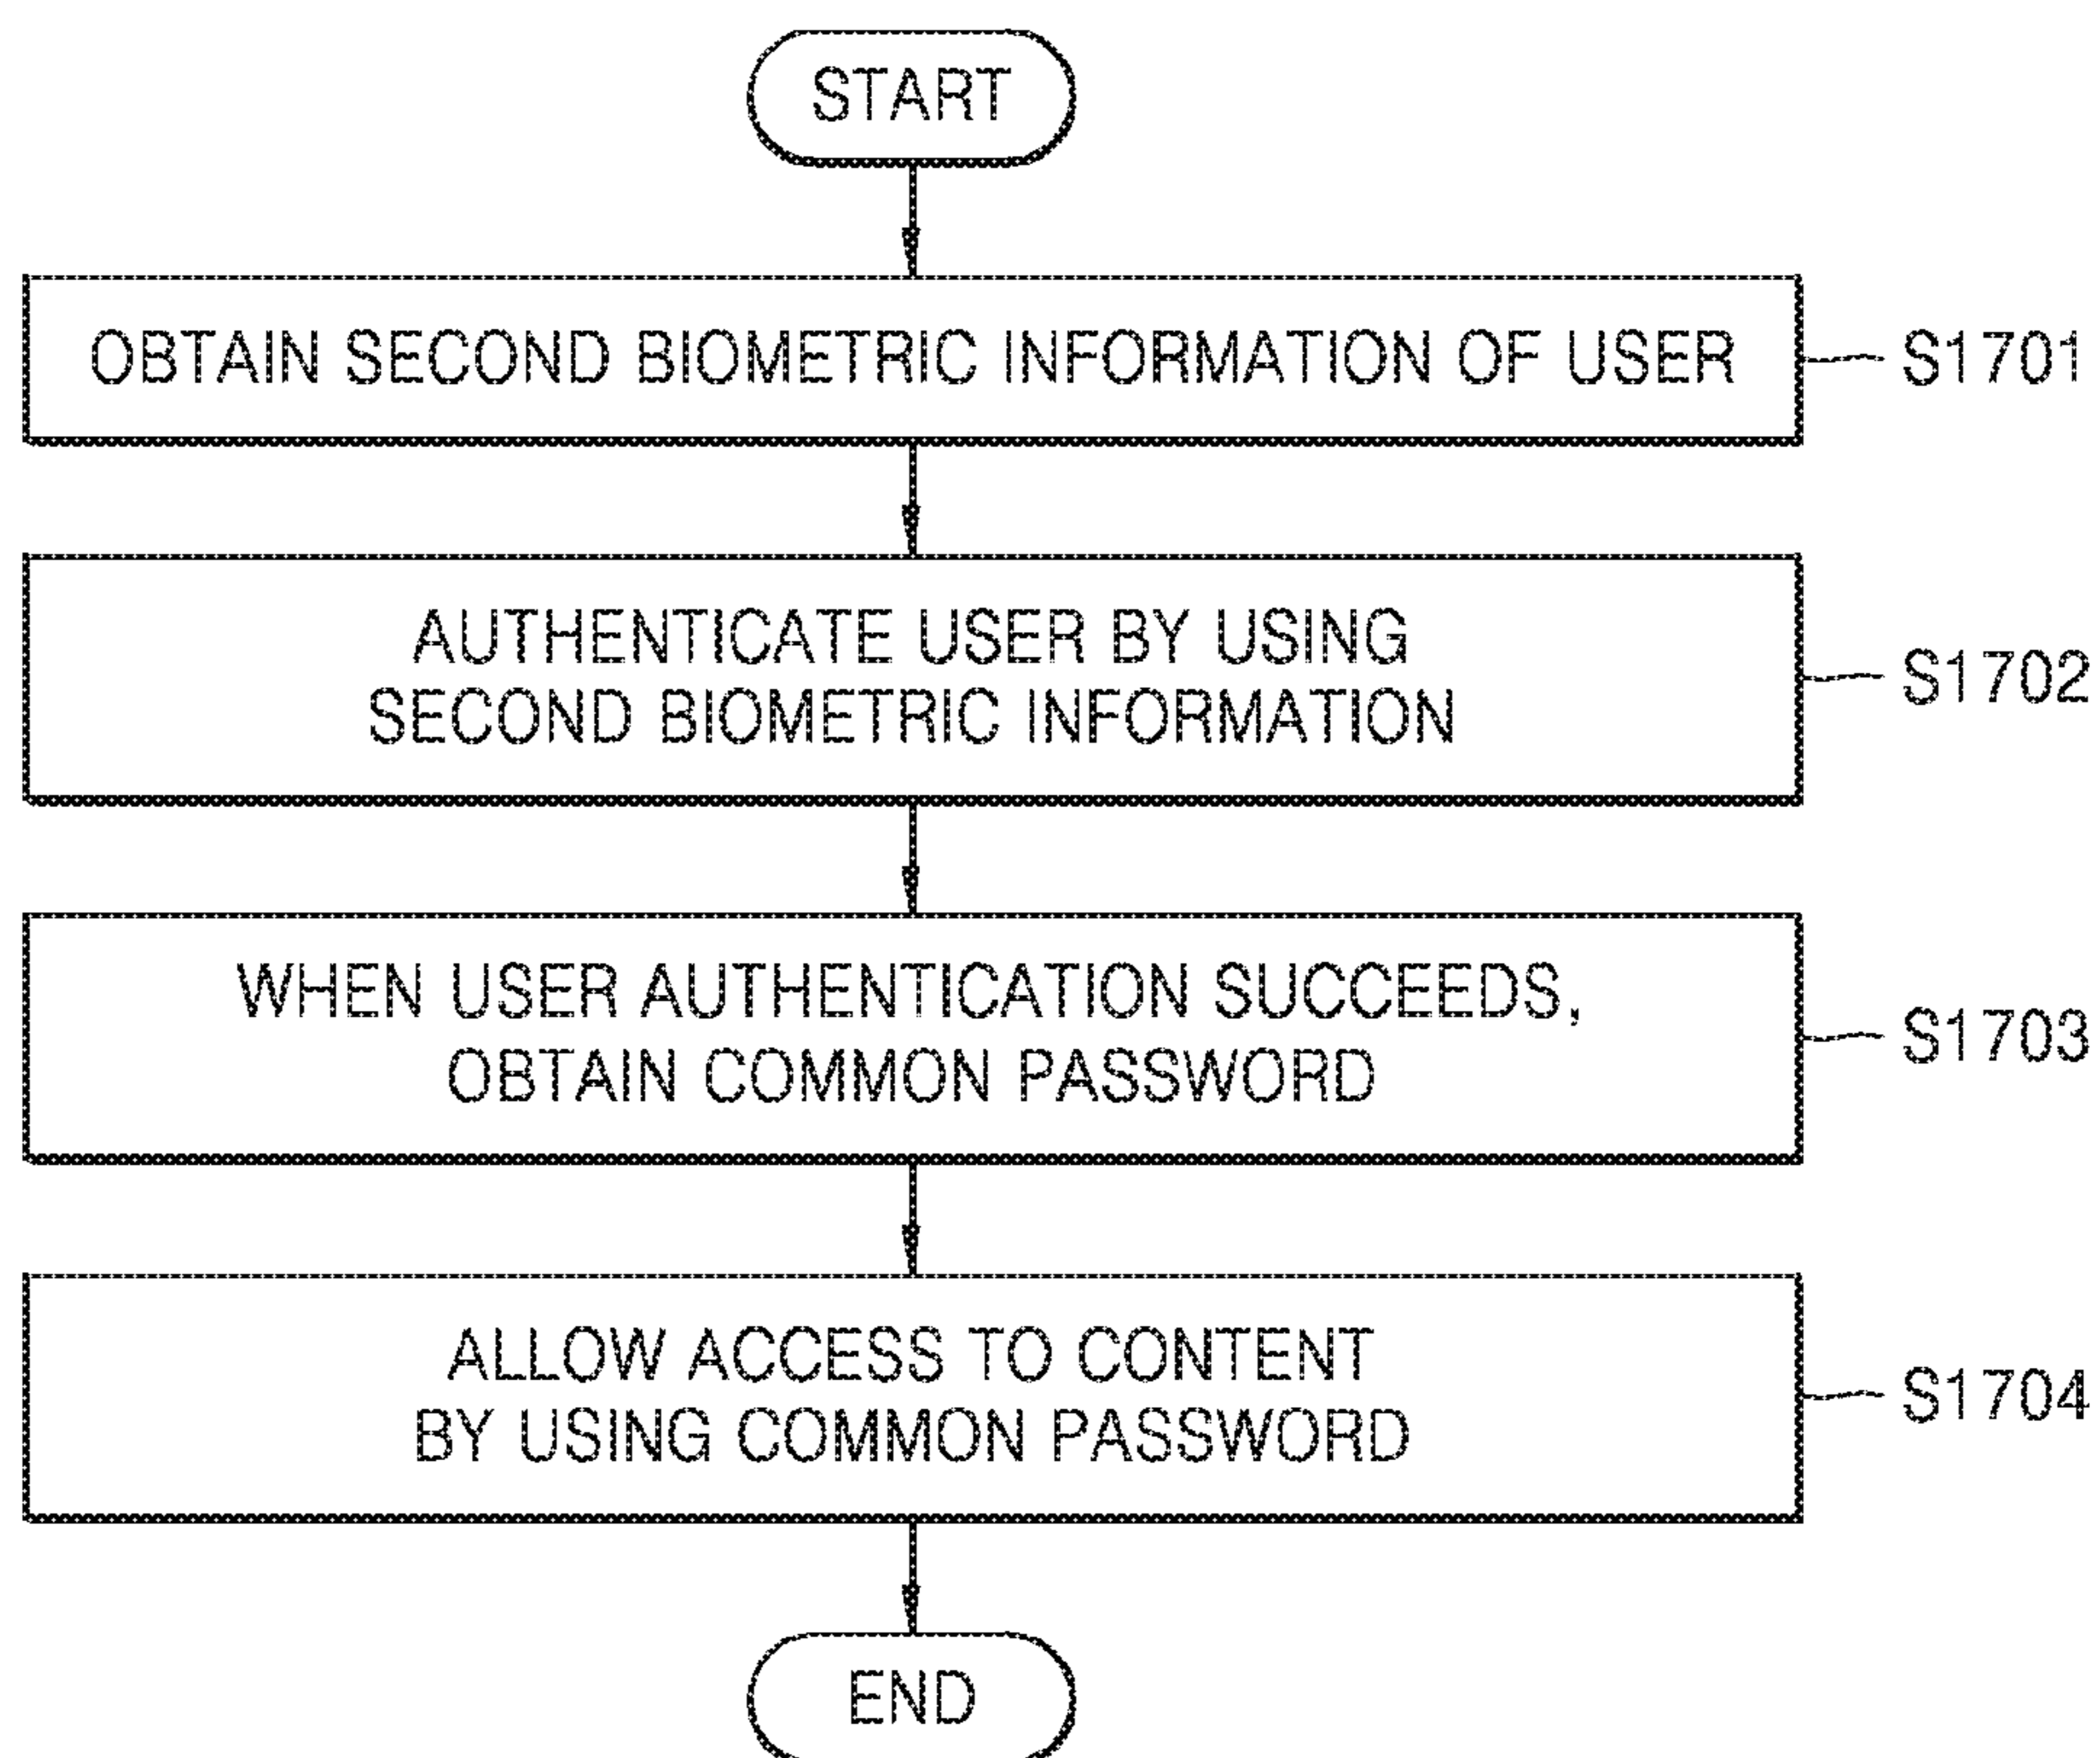 START
OBTAIN SECOND BIOMETRIC INFORMATION OF USER
S1701
AUTHENTICATE USER BY USING
SECOND BIOMETRIC INFORMATION
S1702
WHEN USER AUTHENTICATION SUCCEEDS,
OBTAIN COMMON PASSWORD
S1703
ALLOW ACCESS TO CONTENT
BY USING COMMON PASSWORD
S1704
END